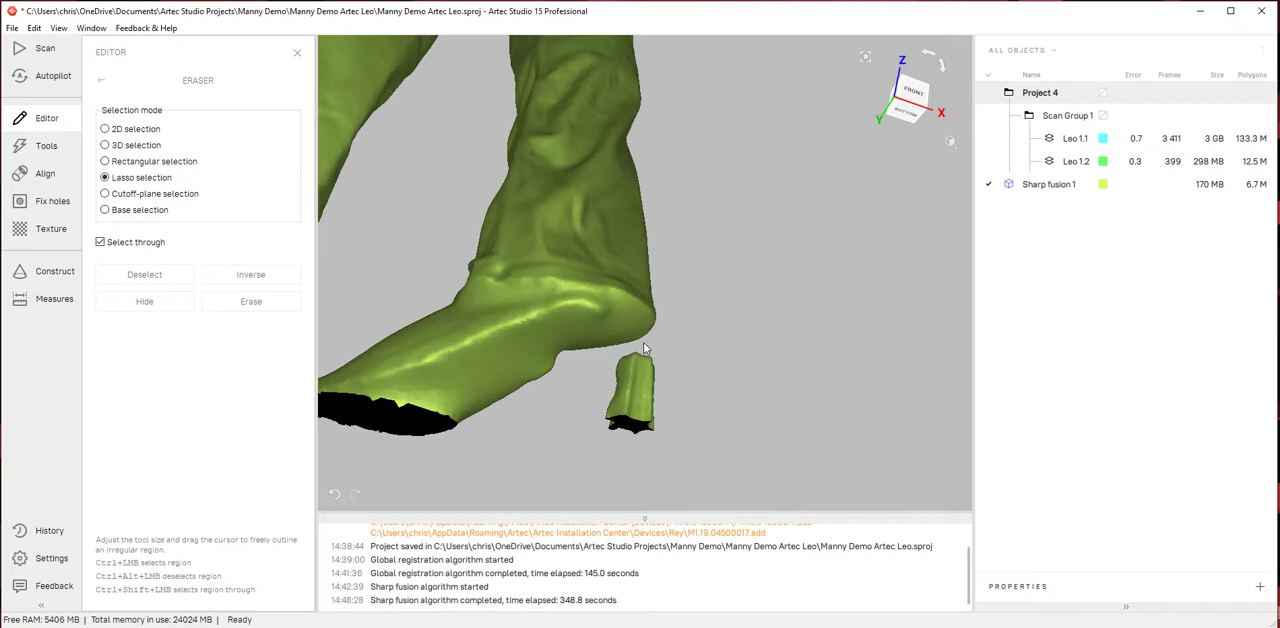 * C:\Users\chris\OneDrive\Documents\Artec Studio Projects\Manny Demo\Manny Demo Artec Leo\Manny Demo Artec Leo.sproj - Artec Studio 15 Professional
File Edit View Window Feedback & Help
Scan
Autopilot
Editor
Tools
Align
Fix holes
Texture
Construct
Measures
History
Settings
Feedback
EDITOR
ERASER
Selection mode
2D selection
3D selection
Rectangular selection
Lasso selection
Cutoff-plane selection
Base selection
Select through
Deselect Inverse
Hide Erase
Adjust the tool size and drag the cursor to freely outline
an irregular region.
Ctrl+LMB selects region
Ctrl+Alt+LMB deselects region
Ctrl+Shift+LMB selects region through
Z
FRONT
BOTTOM
X
Y
C:\Users\chris\AppData\Roaming\Artec\Artec Installation Center\Devices\Ray\MI.19.04500017.add
14:38:44 Project saved in C:\Users\chris\OneDrive\Documents\Artec Studio Projects\Manny Demo\Manny Demo Artec Leo\Manny Demo Artec Leo.sproj
14:39:00 Global registration algorithm started
14:41:36 Global registration algorithm completed, time elapsed: 145.0 seconds
14:42:39 Sharp fusion algorithm started
14:48:28 Sharp fusion algorithm completed, time elapsed: 348.8 seconds
ALL OBJECTS
Name Error Frames Size Polygons
Project 4
Scan Group 1
Leo 1.1 0.7 3 411 3 GB 133.3 M
Leo 1.2 0.3 399 298 MB 12.5 M
Sharp fusion 1 170 MB 6.7 M
PROPERTIES
Free RAM: 5406 MB | Total memory in use: 24024 MB | Ready